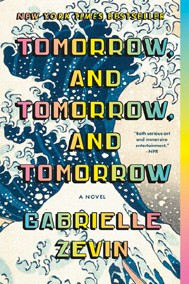 NEW YORK TIMES BESTSELLER
TOMORROW,
AND
TOMORROW,
AND
TOMORROW
"Both serious art
and immersive
entertainment."
—NPR
A NOVEL
GABRIELLE
ZEVIN